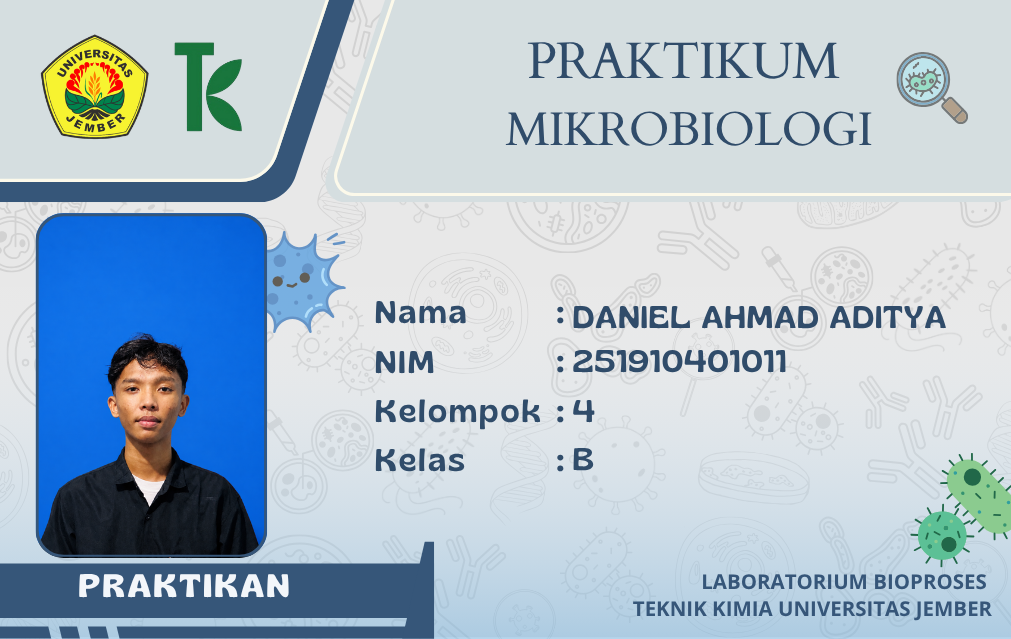 UNIVERSITAS
JEMBER
TK
PRAKTIKUM
MIKROBIOLOGI
Nama : DANIEL AHMAD ADITYA
NIM : 251910401011
Kelompok : 4
Kelas : B
PRAKTIKAN
LABORATORIUM BIOPROSES
TEKNIK KIMIA UNIVERSITAS JEMBER